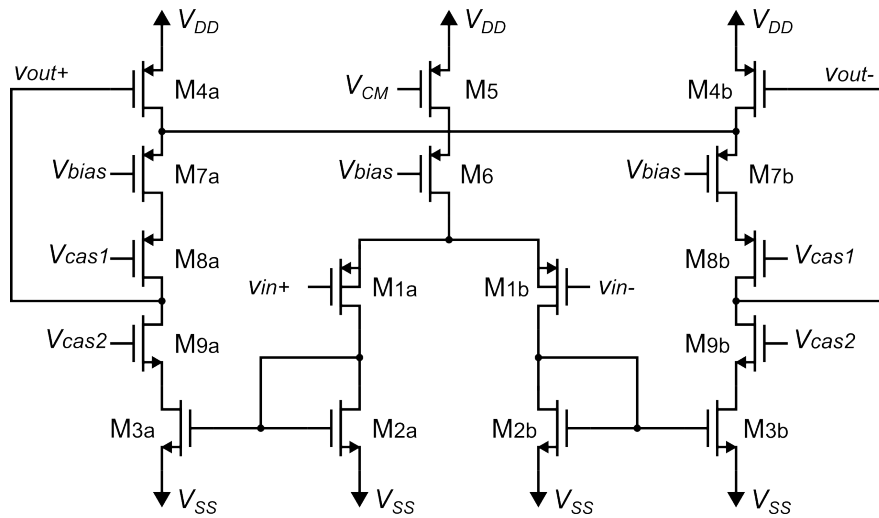 VDD VDD VDD
vout+ M4a VCM M5 M4b vout-
Vbias M7a Vbias M6 Vbias M7b
Vcas1 M8a M8b Vcas1
vin+ M1a M1b vin-
Vcas2 M9a M9b Vcas2
M3a M2a M2b M3b
VSS VSS VSS VSS